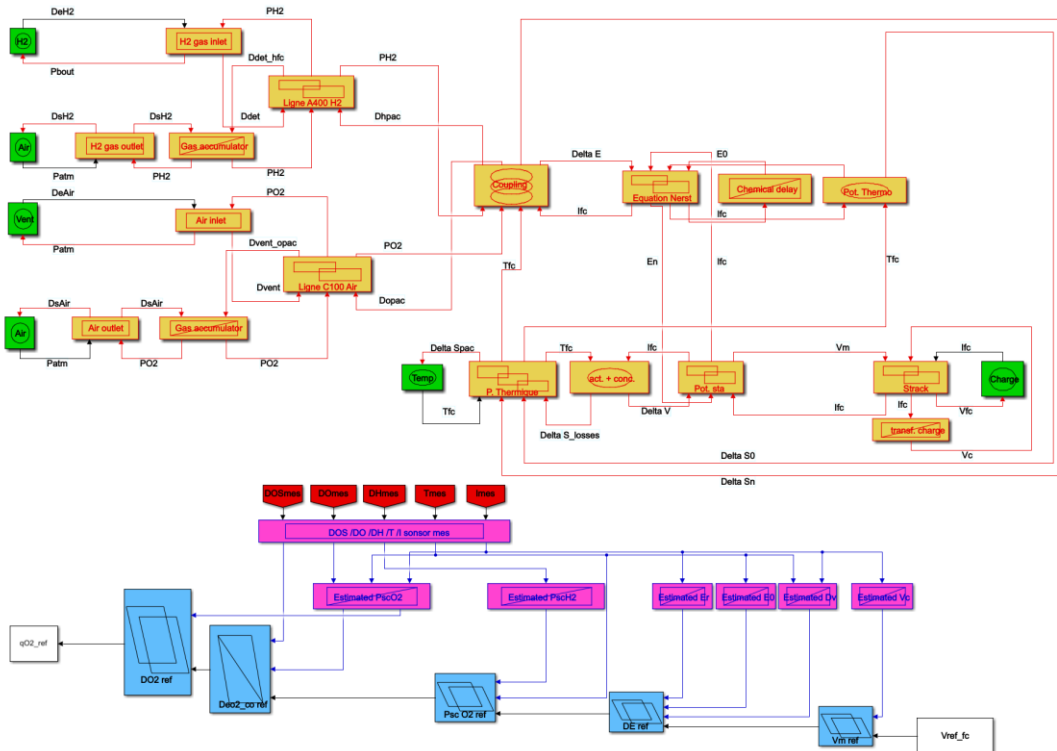 DeH2
PH2
H2
H2 gas inlet
Ddet_hfc
PH2
Pbout
Ligne A400 H2
Ddet
Dhpac
DsH2
DsH2
Air
H2 gas outlet
Gas accumulator
Delta E
E0
Coupling
Equation Nerst
Chemical delay
Pot. Thermo
Patm
PH2
PH2
DeAir
PO2
Ifc
Ifc
Vent
Air inlet
Dvent_opac
PO2
Patm
Tfc
En
Ifc
Tfc
Dvent
Ligne C100 Air
Dopac
DsAir
DsAir
Air
Air outlet
Gas accumulator
Patm
PO2
PO2
Delta Spac
Tfc
Ifc
Vm
Ifc
Temp
P. Thermique
act. + conc.
Pot. sta
Strack
Charge
Tfc
Delta V
Ifc
Ifc
Vfc
Delta S_losses
transf. charge
Delta S0
Vc
Delta Sn
DOSmes
DOmes
DHmes
Tmes
Imes
DOS /DO /DH /T /I sonsor mes
Estimated PscO2
Estimated PscH2
Estimated Er
Estimated E0
Estimated Dv
Estimated Vc
qO2_ref
DO2 ref
Deo2_co ref
Psc O2 ref
DE ref
Vm ref
Vref_fc